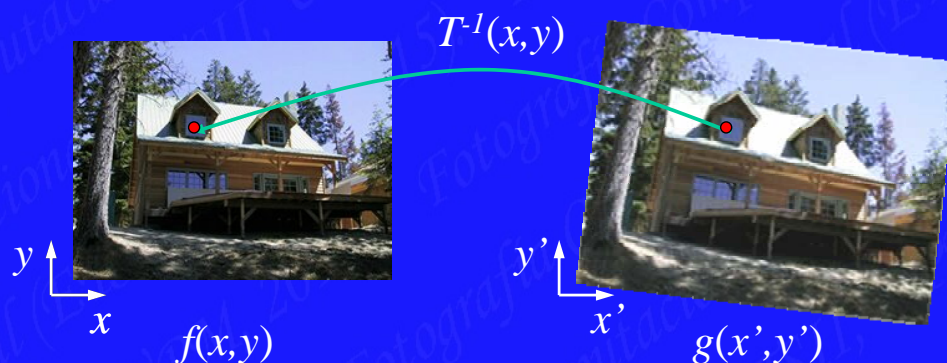 T⁻¹(x,y)
y
x
f(x,y)
y’
x’
g(x’,y’)